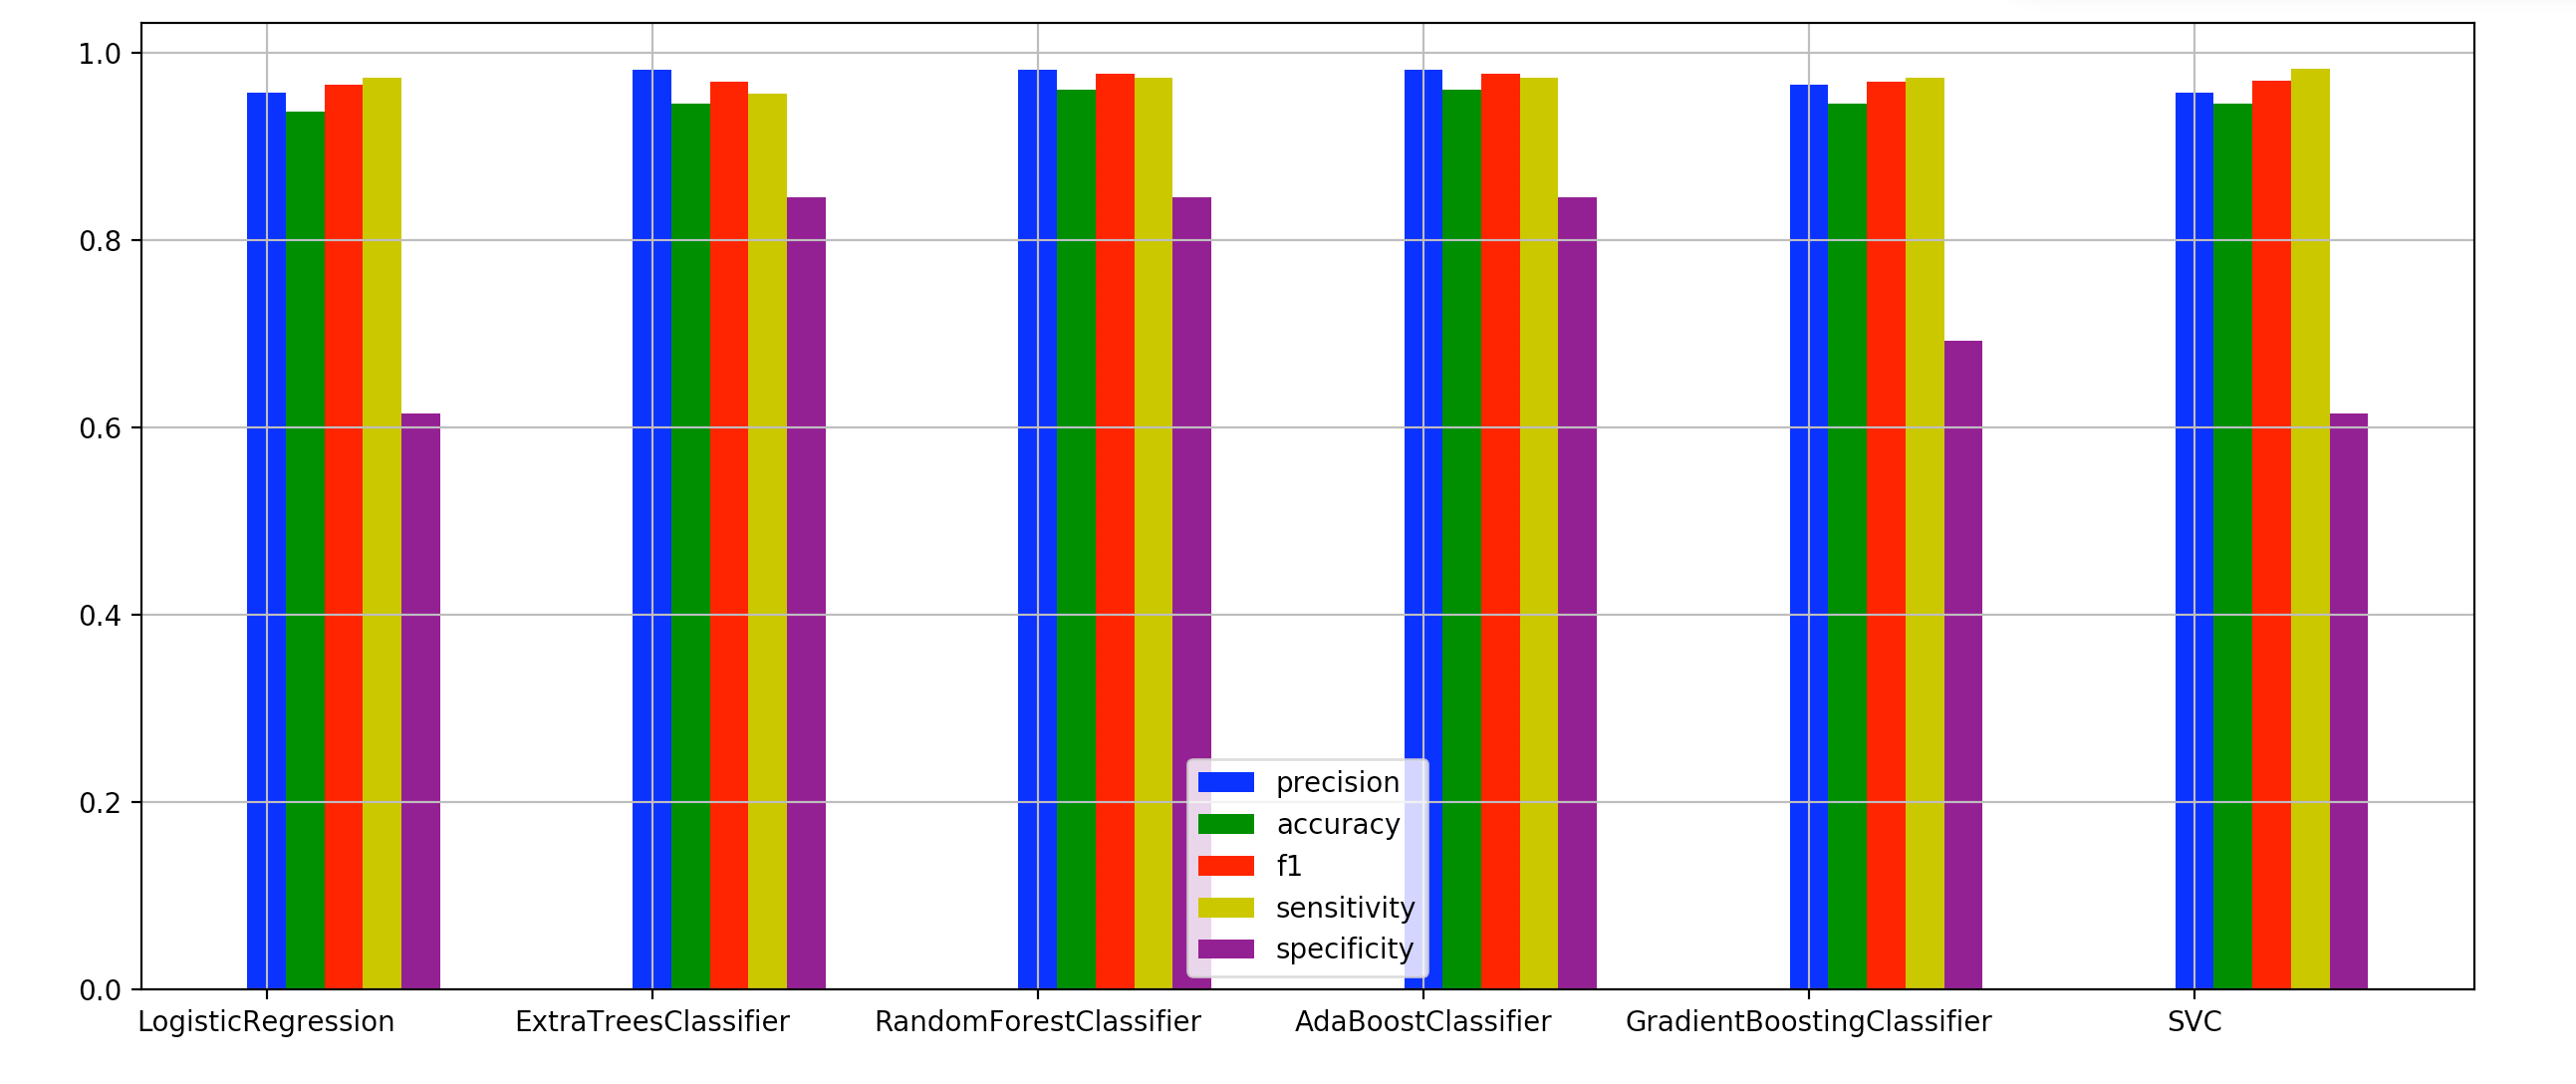 1.0
0.8
0.6
0.4
0.2
0.0
precision
accuracy
f1
sensitivity
specificity
LogisticRegression ExtraTreesClassifier RandomForestClassifier AdaBoostClassifier GradientBoostingClassifier SVC